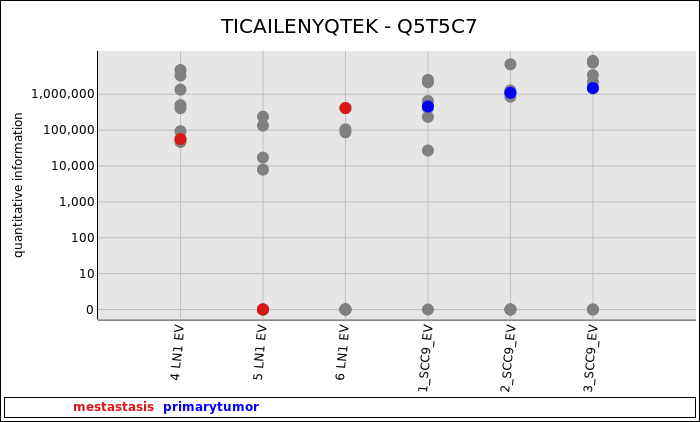 TICAILENYQTEK - Q5T5C7
quantitative information
1,000,000
100,000
10,000
1,000
100
10
0
4 LN1 EV
5 LN1 EV
6 LN1 EV
1_SCC9_EV
2_SCC9_EV
3_SCC9_EV
mestastasis primarytumor